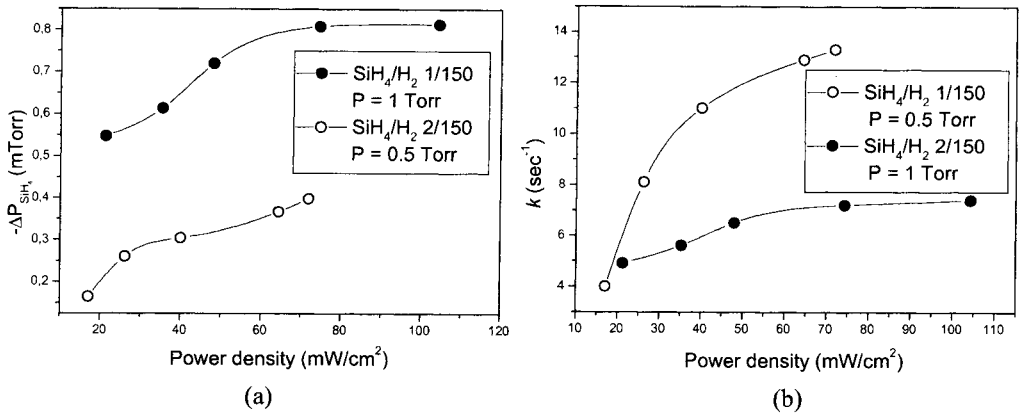 (a)
0,8
0,7
0,6
0,5
0,4
0,3
0,2
-ΔP_SiH₄ (mTorr)
SiH₄/H₂ 1/150
P = 1 Torr
SiH₄/H₂ 2/150
P = 0.5 Torr
20 40 60 80 100 120
Power density (mW/cm²)
(a)
b)
14
12
10
8
6
4
k (sec⁻¹)
SiH₄/H₂ 1/150
P = 0.5 Torr
SiH₄/H₂ 2/150
P = 1 Torr
10 20 30 40 50 60 70 80 90 100 110
Power density (mW/cm²)
(b)